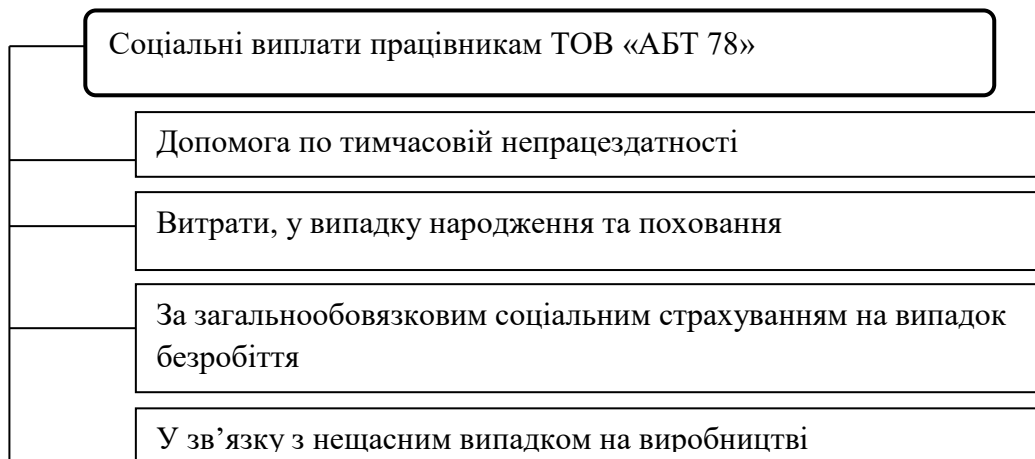 Соціальні виплати працівникам ТОВ «АБТ 78»
Допомога по тимчасовій непрацездатності
Витрати, у випадку народження та поховання
За загальнообовязковим соціальним страхуванням на випадок
безробіття
У зв’язку з нещасним випадком на виробництві